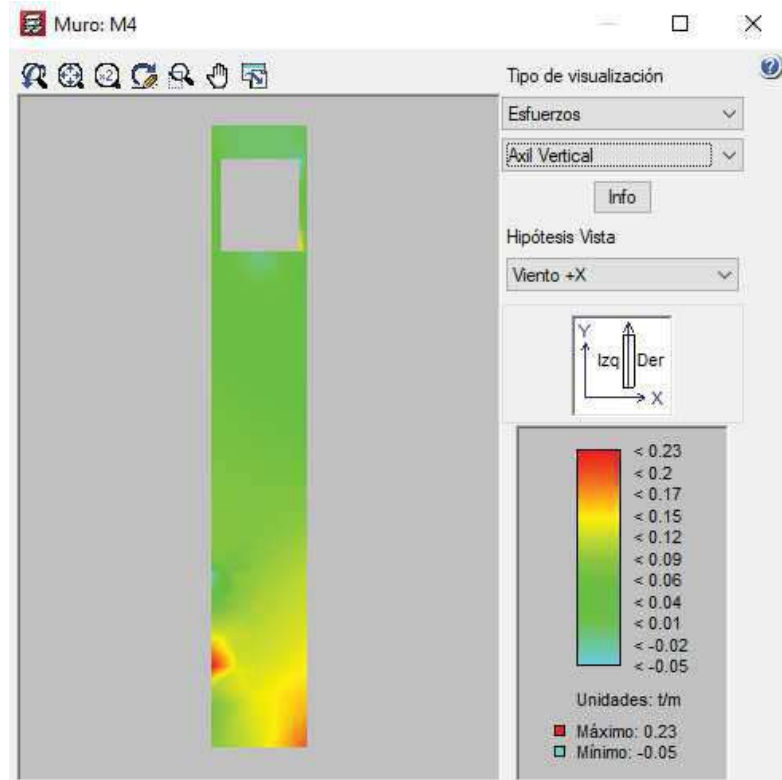 Muro: M4
x2
Tipo de visualización
Esfuerzos
Axil Vertical
Info
Hipótesis Vista
Viento +X
Y
Izq
Der
X
< 0.23
< 0.2
< 0.17
< 0.15
< 0.12
< 0.09
< 0.06
< 0.04
< 0.01
< -0.02
< -0.05
Unidades: t/m
Máximo: 0.23
Mínimo: -0.05